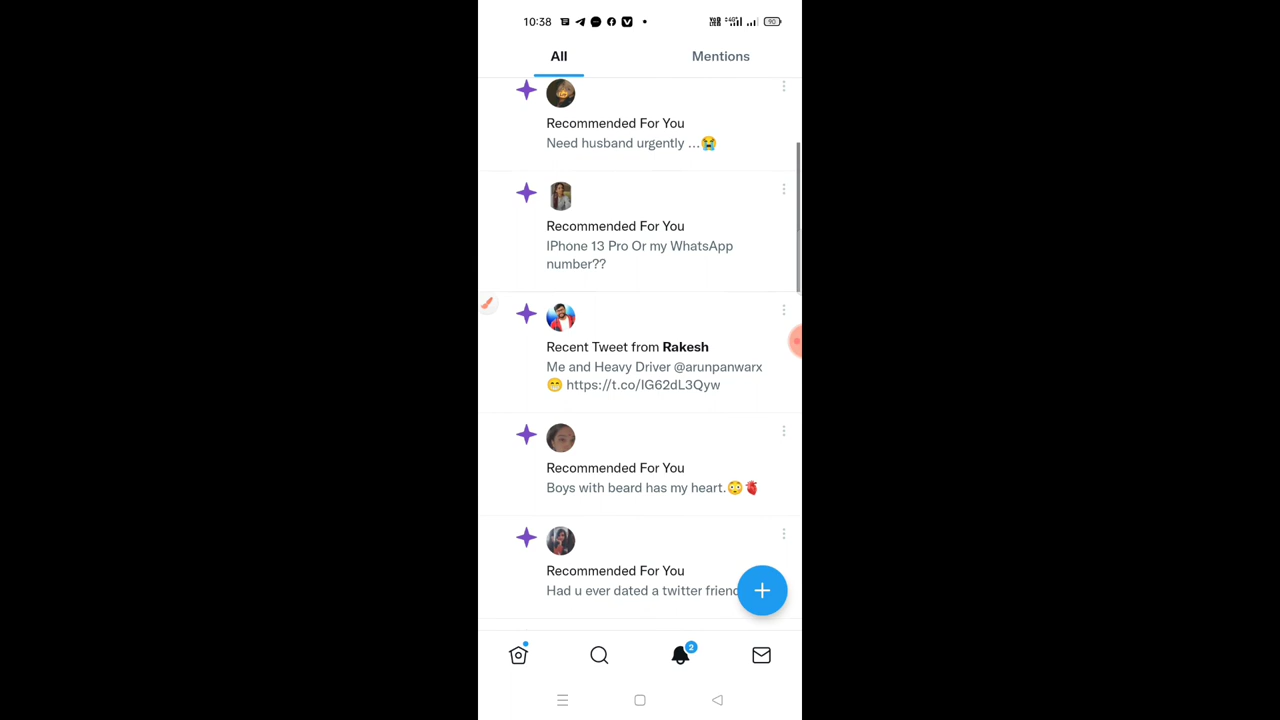 10:38
90
All
Mentions
Recommended For You
Need husband urgently ...😭
Recommended For You
IPhone 13 Pro Or my WhatsApp
number??
Recent Tweet from Rakesh
Me and Heavy Driver @arunpanwarx
😁 https://t.co/IG62dL3Qyw
Recommended For You
Boys with beard has my heart.😳🫀
Recommended For You
Had u ever dated a twitter friend
2